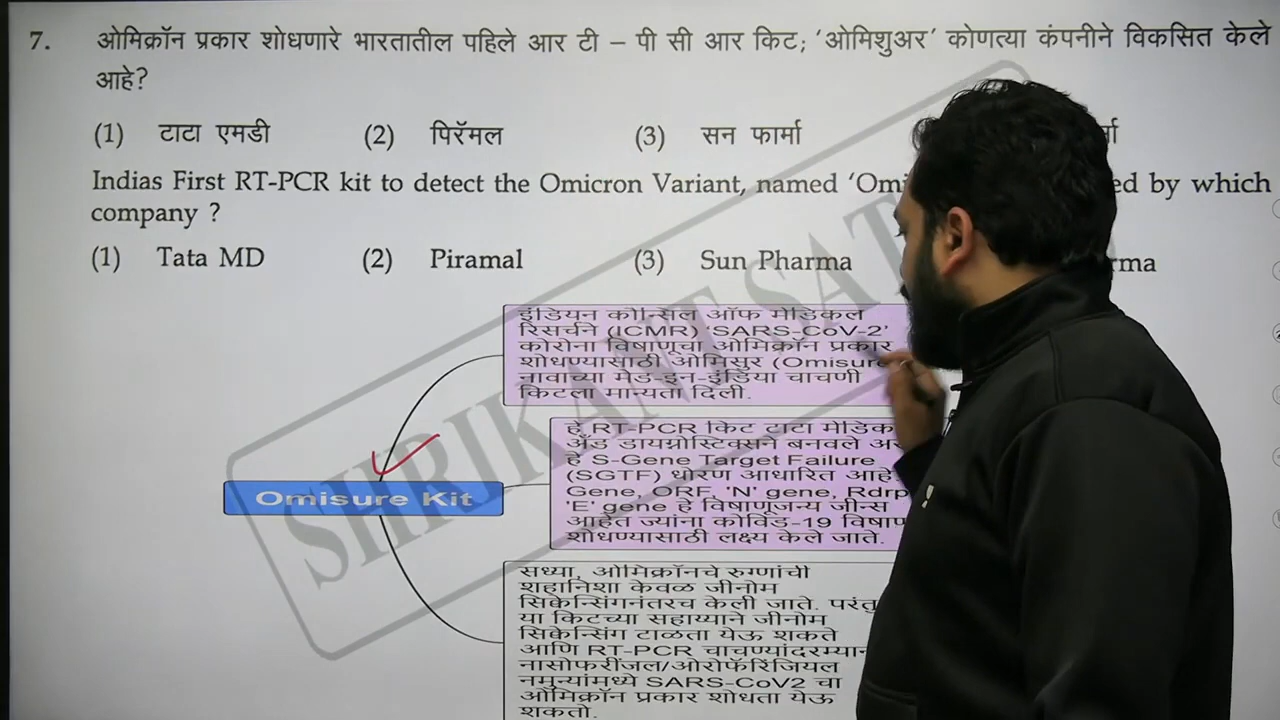 7. ओमिक्रॉन प्रकार शोधणारे भारतातील पहिले आर टी – पी सी आर किट; ‘ओमिशुअर’ कोणत्या कंपनीने विकसित केले
आहे?
(1) टाटा एमडी (2) पिरॅमल (3) सन फार्मा
Indias First RT-PCR kit to detect the Omicron Variant, named by which
company ?
(1) Tata MD (2) Piramal (3) Sun Pharma
इंडियन कौन्सिल ऑफ मेडिकल
रिसर्चने (ICMR) SARS-CoV-2'
कोरोना विषाणूचा ओमिक्रॉन प्रकार
शोधण्यासाठी ओमिसुर (Omisure
नावाच्या मेड-इन-इंडिया चाचणी
किटला मान्यता दिली.
हे RT-PCR किट टाटा मेडिकल
अँड डायग्नोस्टिक्सने बनवले
हे S-Gene Target Failure
(SGTF) धोरण आधारित आहे.
Gene, ORF, 'N' gene, Rdrp
'E' gene हे विषाणूजन्य जीन्स
आहेत ज्यांना कोविड-19
शोधण्यासाठी लक्ष्य केले जाते.
Omisure Kit
सध्या, ओमिक्रॉनचे रुग्णांची
शहानिशा केवळ जीनोम
सिक्वेन्सिंगनंतरच केली जाते. परंतु
या किटच्या सहाय्याने जीनोम
सिक्वेन्सिंग टाळता येऊ शकते
आणि RT-PCR चाचण्यांदरम्यान
नासोफरींजल/ओरोफॅरिंजियल
नमुन्यांमध्ये SARS-CoV2 चा
ओमिक्रॉन प्रकार शोधता येऊ
शकतो.
SHRIKANT